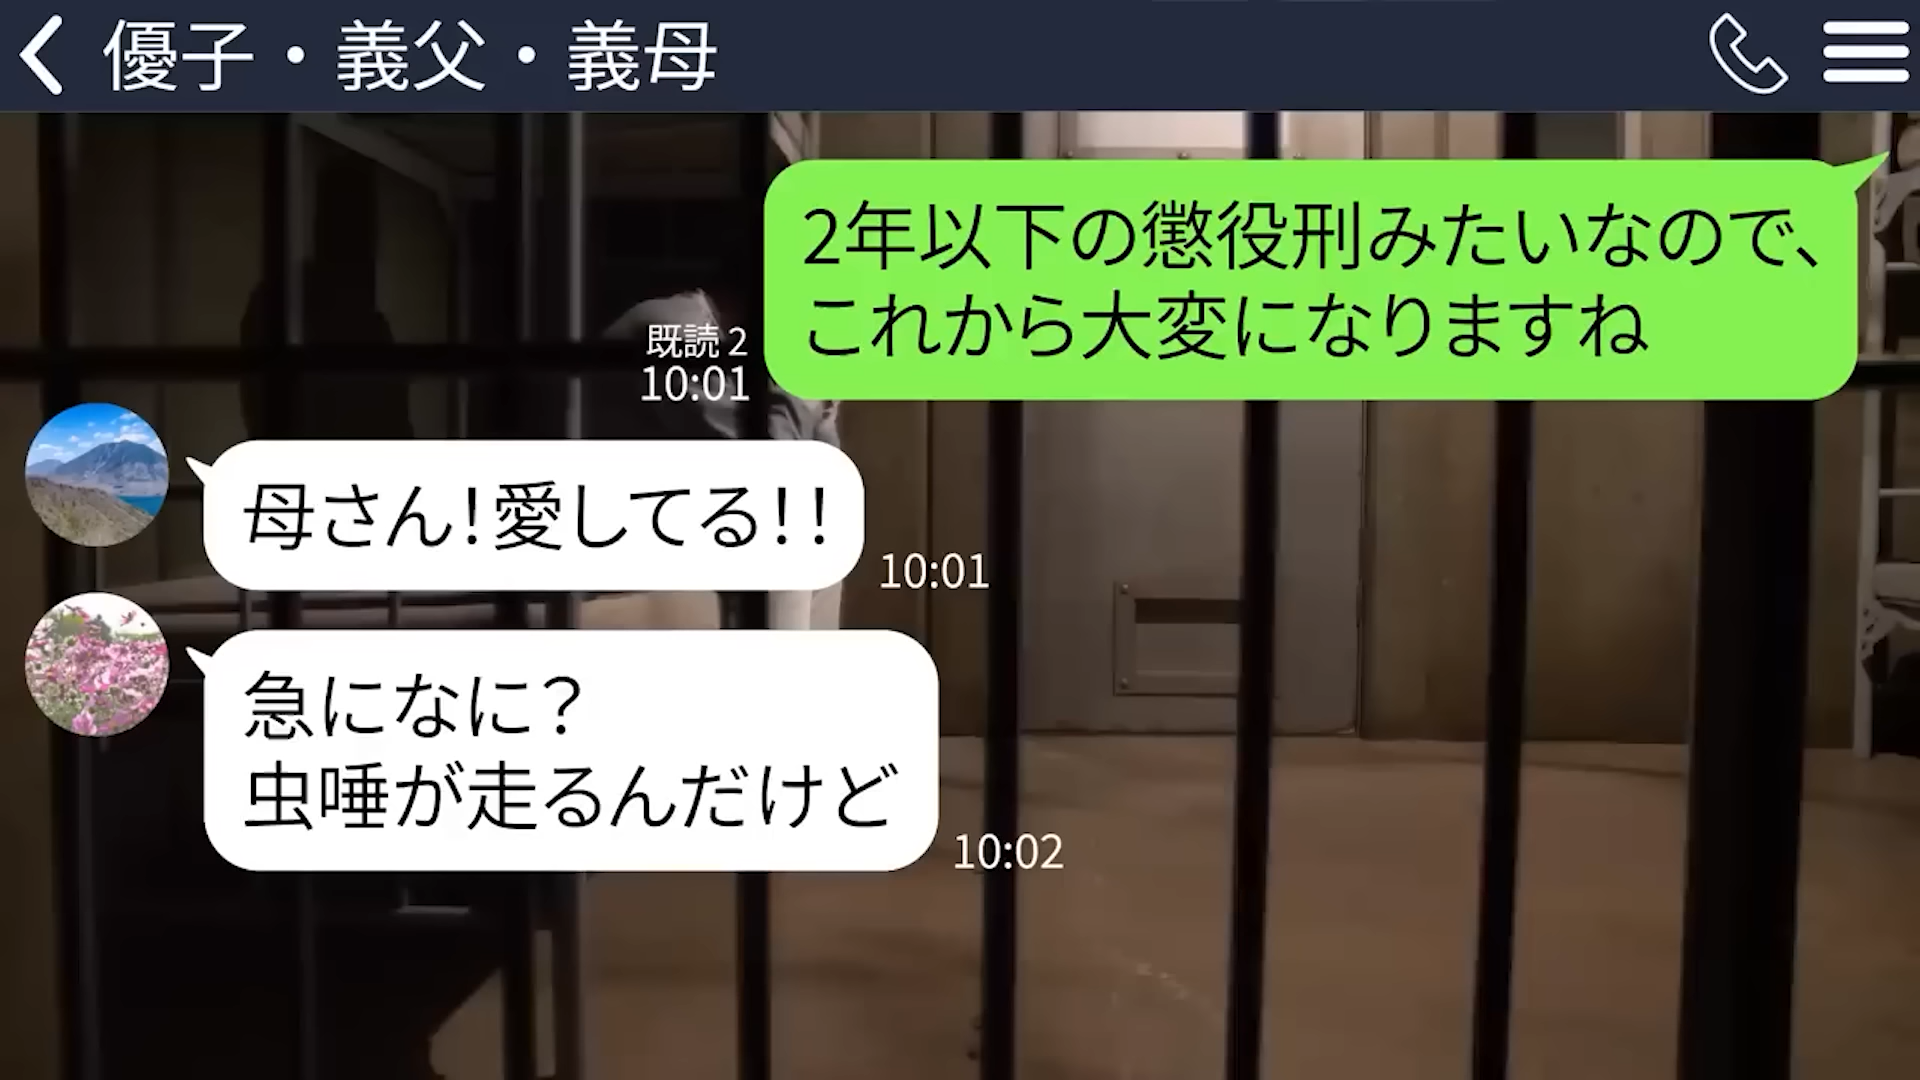 優子・義父・義母
2年以下の懲役刑みたいなので、
これから大変になりますね
既読 2
10:01
母さん！愛してる！！
10:01
急になに？
虫唾が走るんだけど
10:02